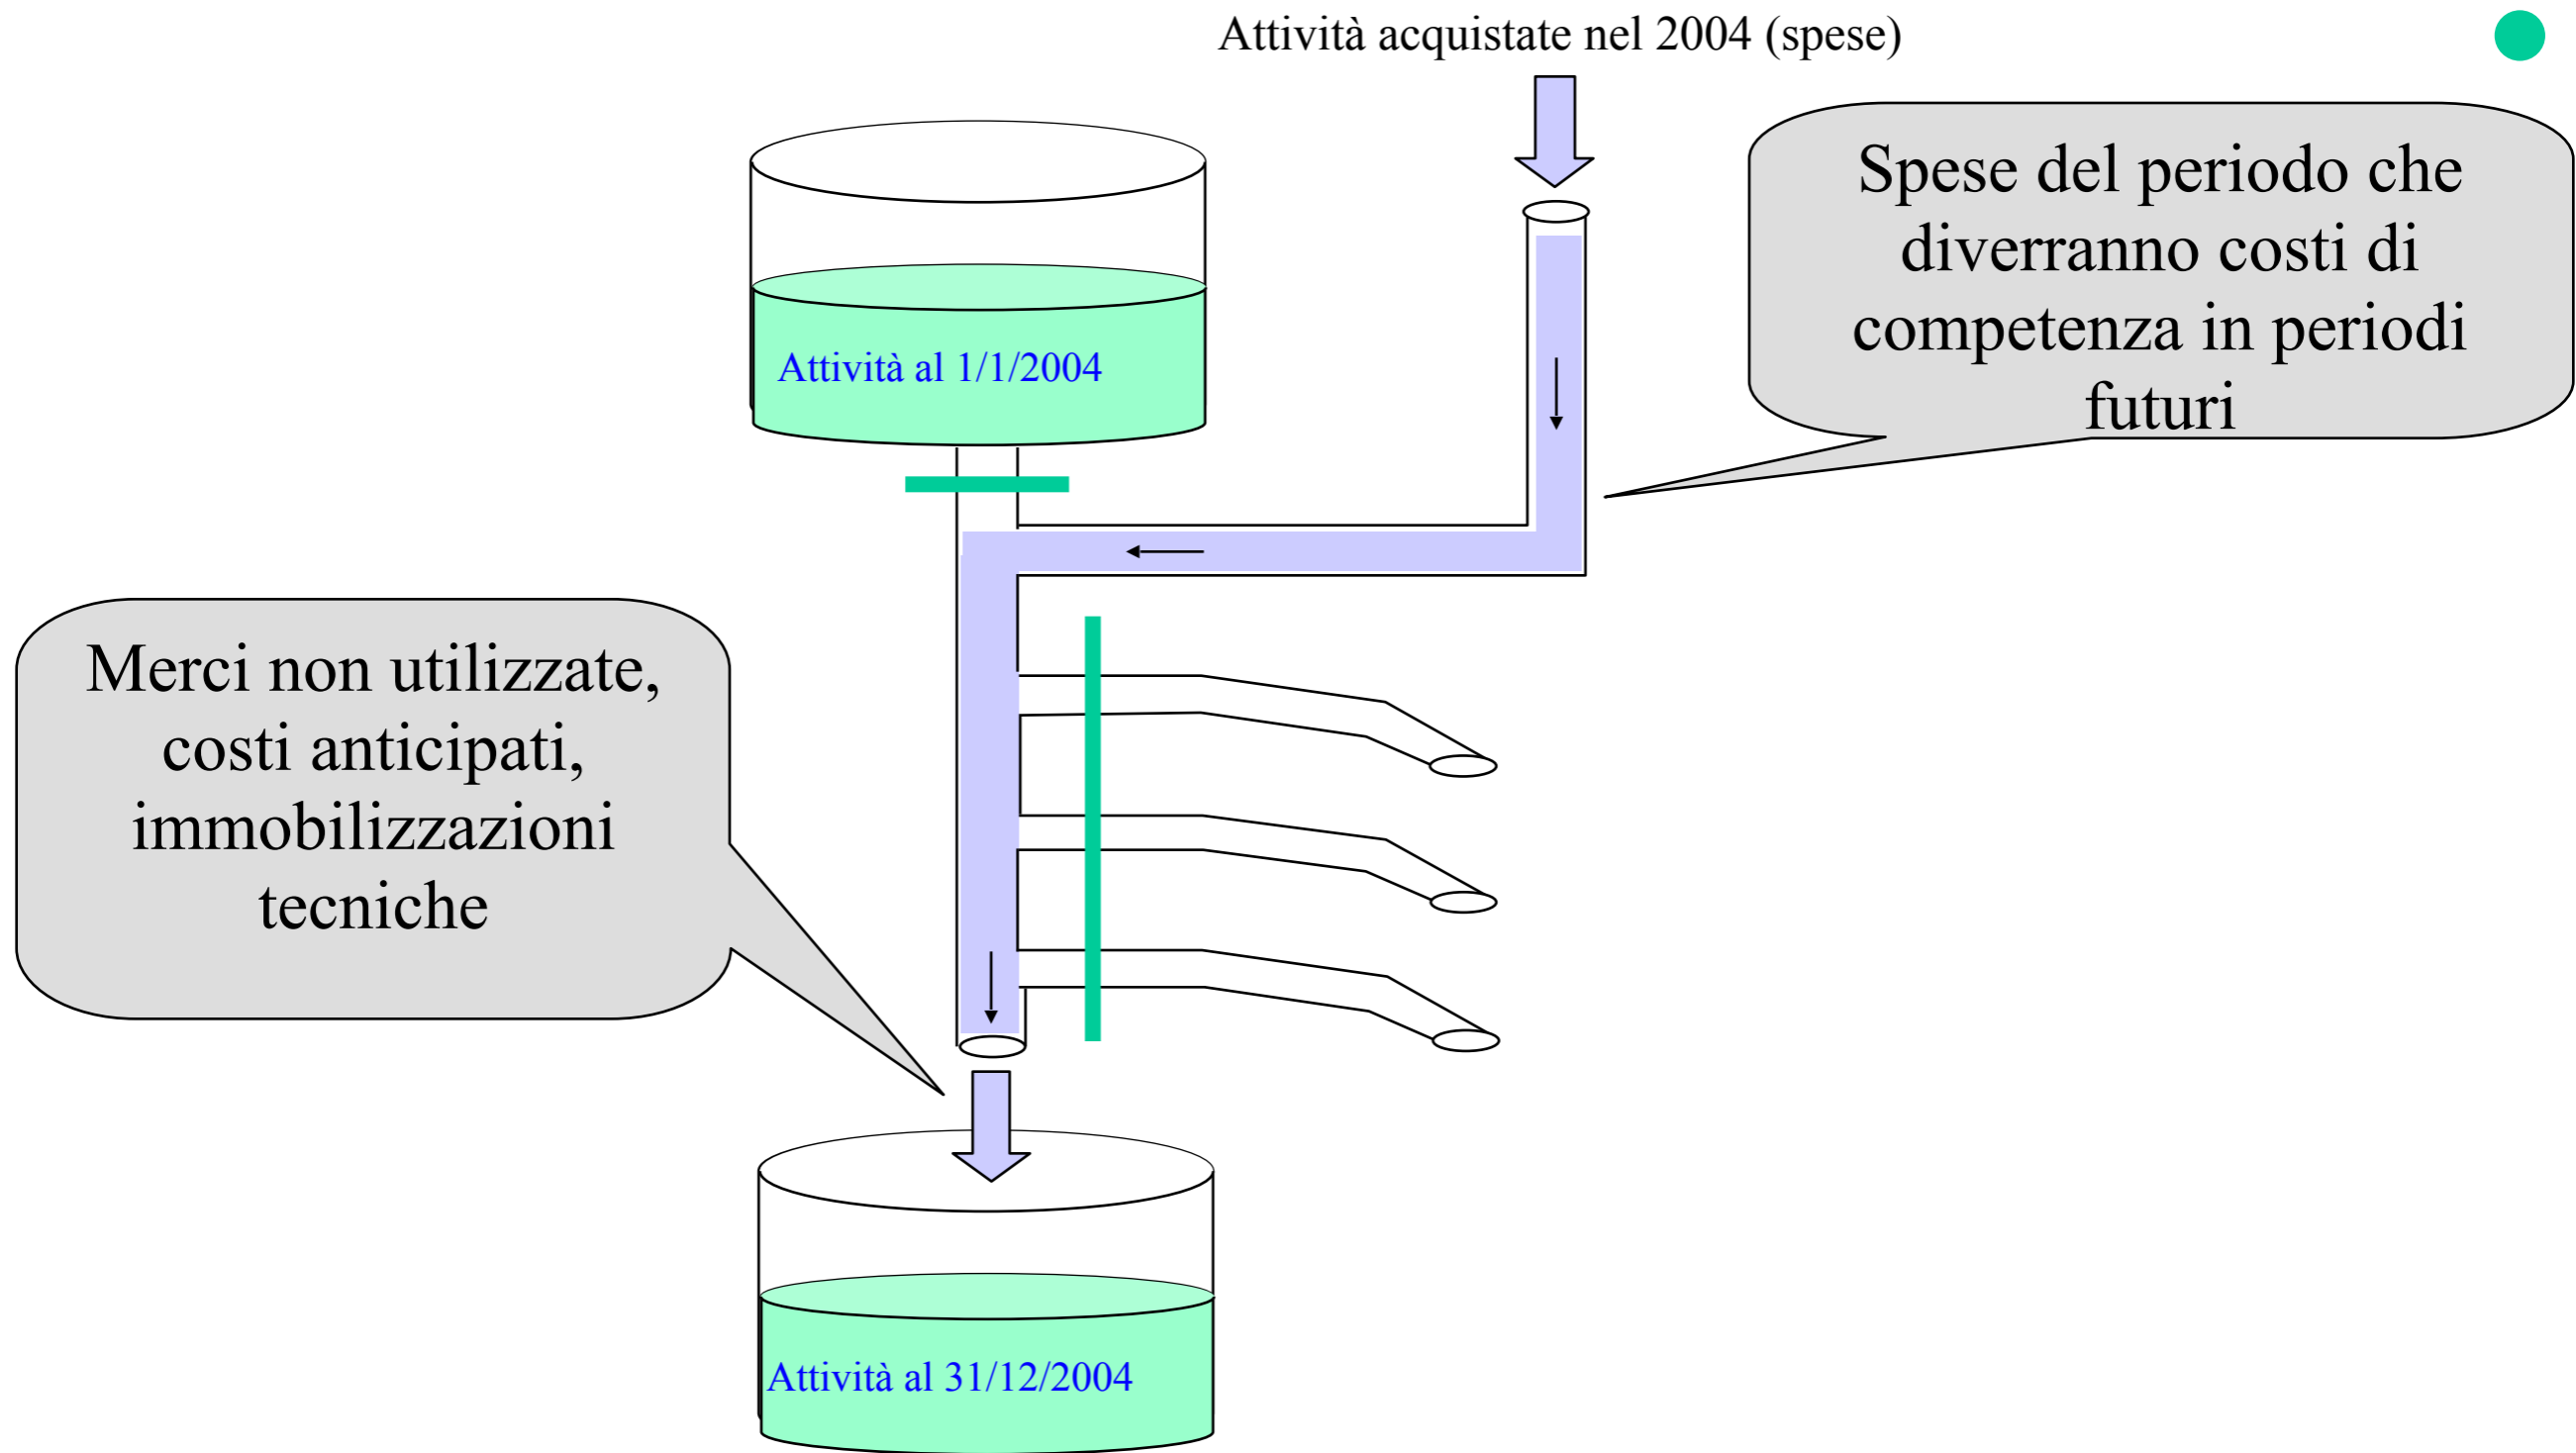 Attività acquistate nel 2004 (spese)
Spese del periodo che
diverranno costi di
competenza in periodi
futuri
Attività al 1/1/2004
Merci non utilizzate,
costi anticipati,
immobilizzazioni
tecniche
Attività al 31/12/2004